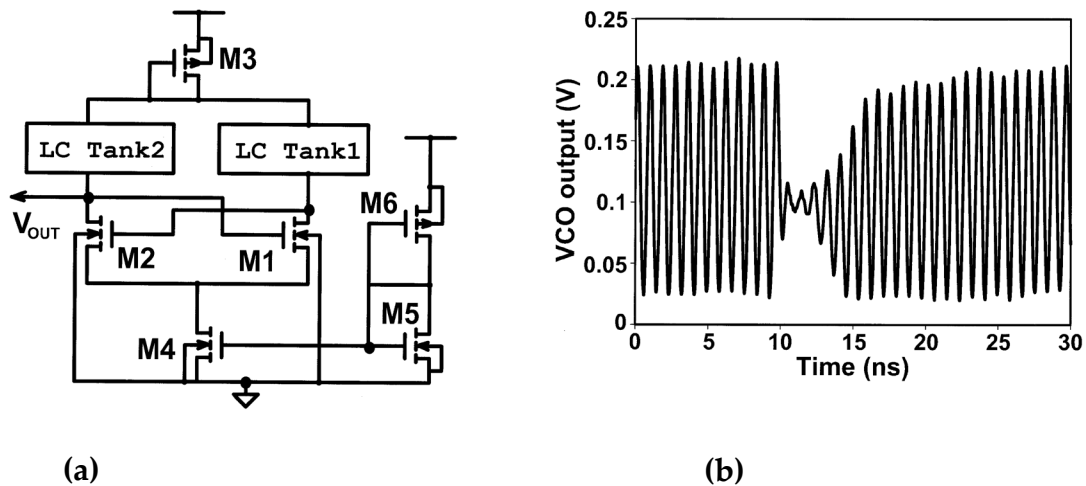 M3
LC Tank2
LC Tank1
V_OUT
M2
M1
M6
M4
M5
(a)
VCO output (V)
0.25
0.2
0.15
0.1
0.05
0
0 5 10 15 20 25 30
Time (ns)
(b)